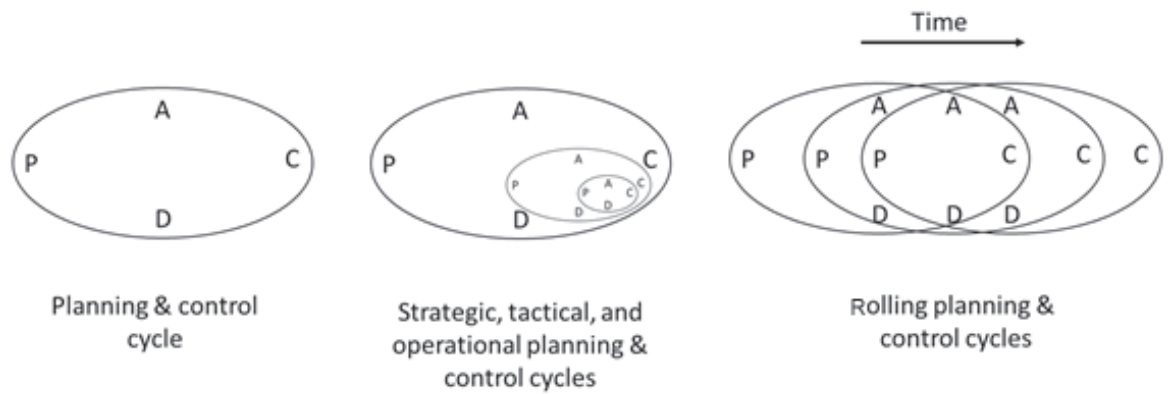 Time
A
P
C
D
Planning & control
cycle
A
P
C
D
A
P
C
D
A
P
C
D
Strategic, tactical, and
operational planning &
control cycles
A A A
P P P C C C
D D D
Rolling planning &
control cycles